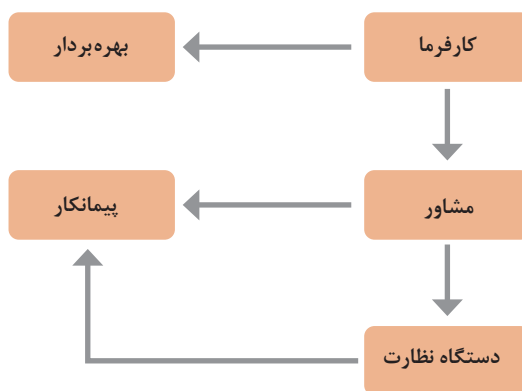 کارفرما
بهره‌بردار
مشاور
پیمانکار
دستگاه نظارت